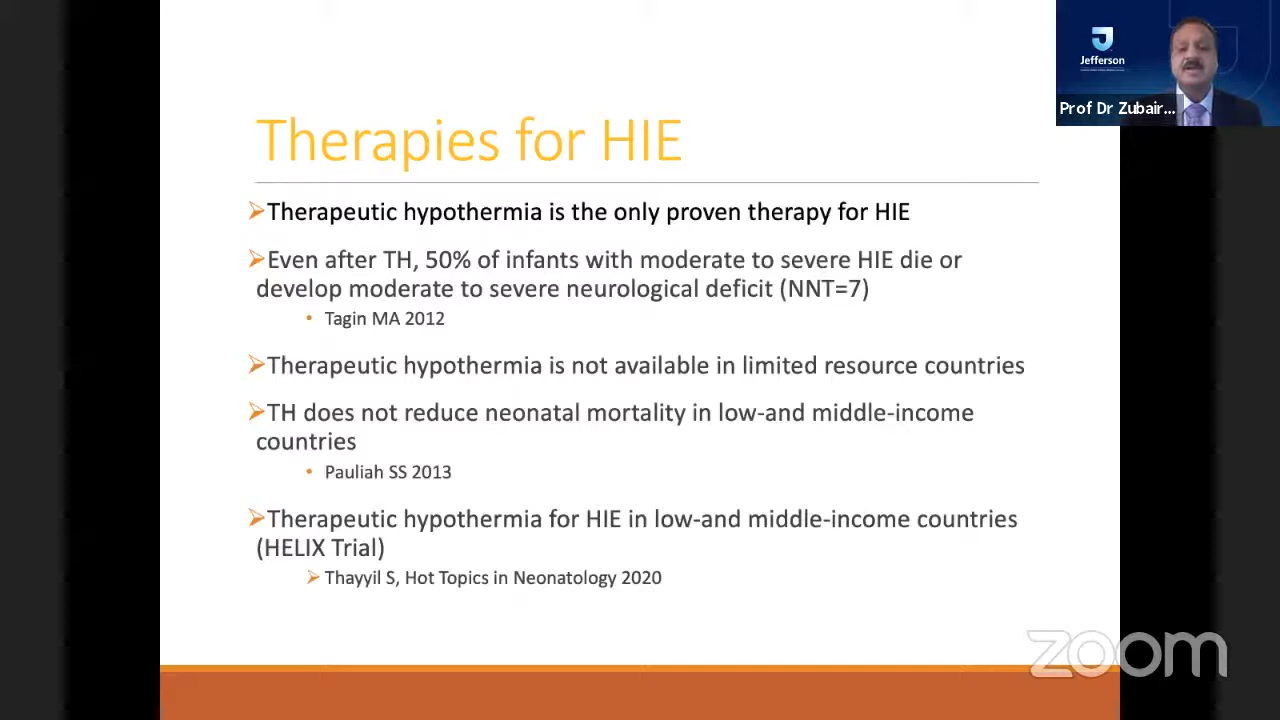 Jefferson
Prof Dr Zubair...
Therapies for HIE
Therapeutic hypothermia is the only proven therapy for HIE
Even after TH, 50% of infants with moderate to severe HIE die or
develop moderate to severe neurological deficit (NNT=7)
Tagin MA 2012
Therapeutic hypothermia is not available in limited resource countries
TH does not reduce neonatal mortality in low-and middle-income
countries
Pauliah SS 2013
Therapeutic hypothermia for HIE in low-and middle-income countries
(HELIX Trial)
Thayyil S, Hot Topics in Neonatology 2020
zoom